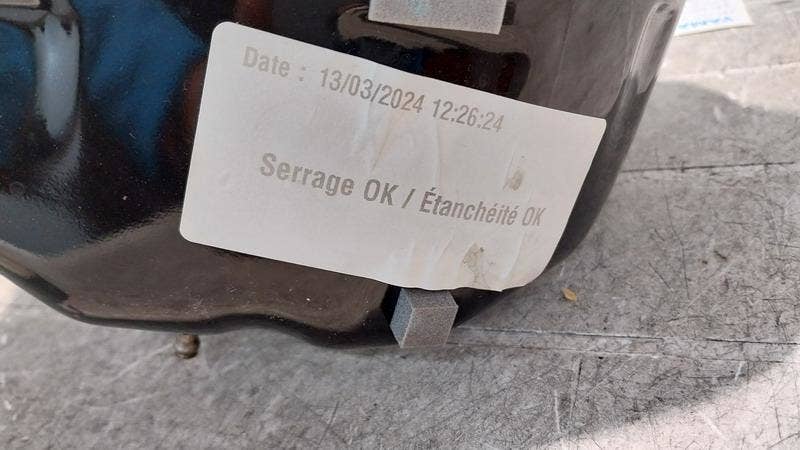 Date : 13/03/2024 12:26:24
Serrage OK / Étanchéité OK